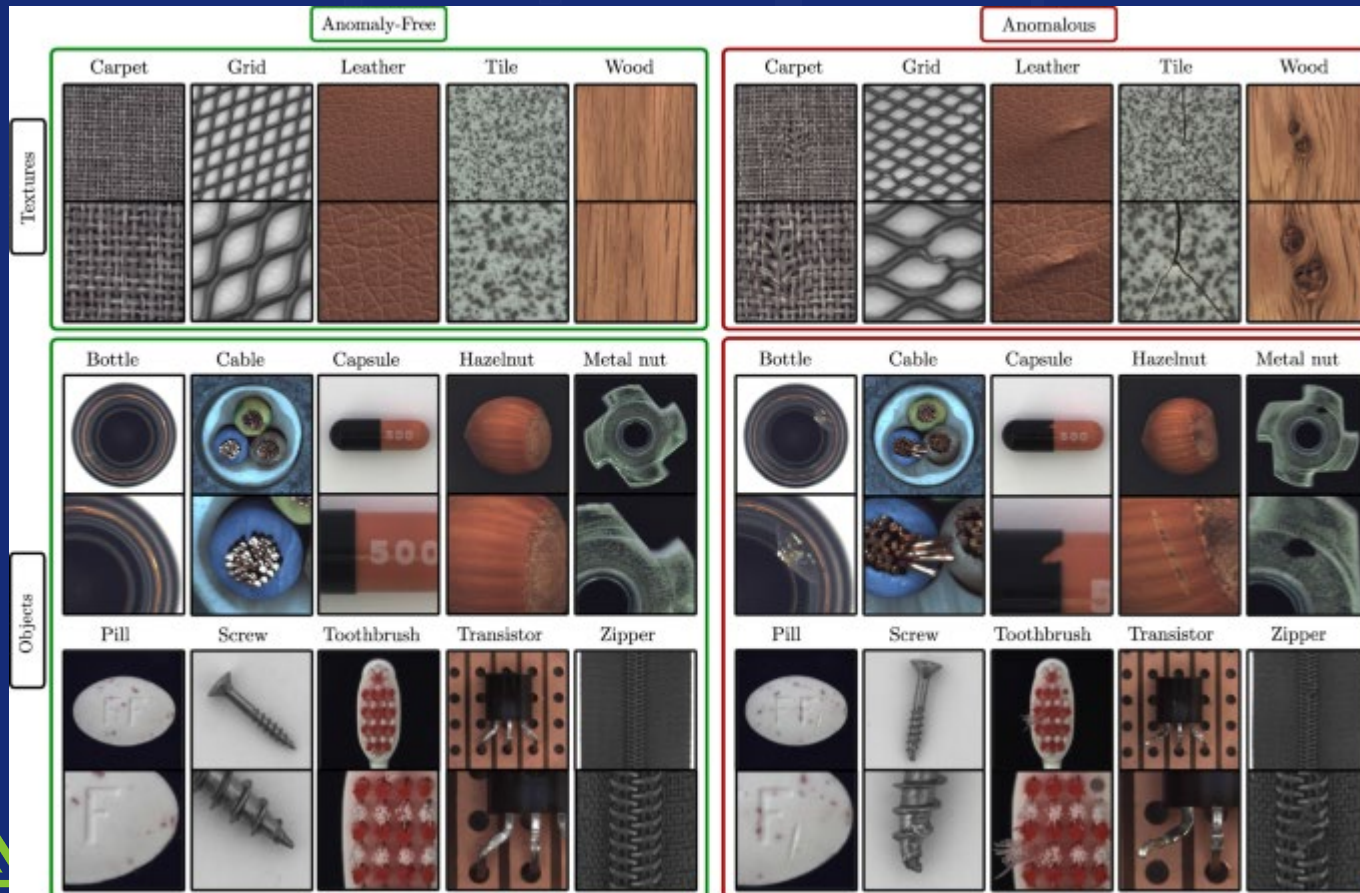 Anomaly-Free
Anomalous
Textures
Carpet Grid Leather Tile Wood
Carpet Grid Leather Tile Wood
Objects
Bottle Cable Capsule Hazelnut Metal nut
500
500
Bottle Cable Capsule Hazelnut Metal nut
500
Pill Screw Toothbrush Transistor Zipper
FF
F
Pill Screw Toothbrush Transistor Zipper
FF
F